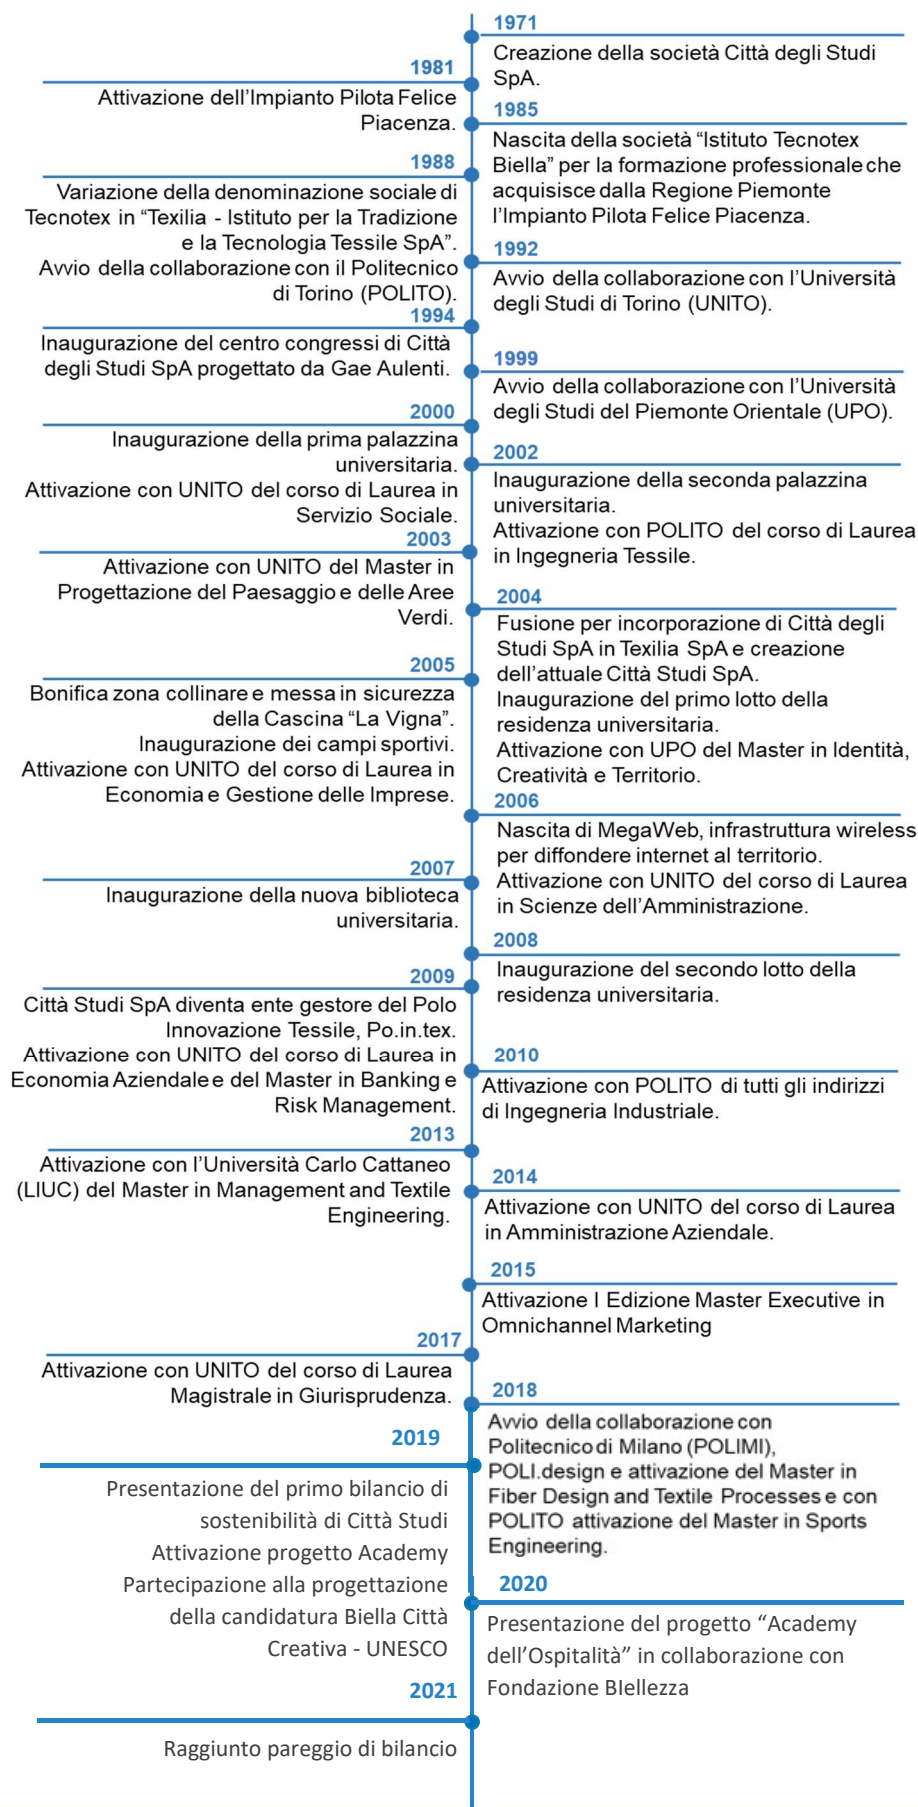 1971
Creazione della società Città degli Studi
SpA.
1981
Attivazione dell'Impianto Pilota Felice
Piacenza.
1985
Nascita della società “Istituto Tecnotex
Biella” per la formazione professionale che
acquisisce dalla Regione Piemonte
l'Impianto Pilota Felice Piacenza.
1988
Variazione della denominazione sociale di
Tecnotex in “Texilia - Istituto per la Tradizione
e la Tecnologia Tessile SpA”.
Avvio della collaborazione con il Politecnico
di Torino (POLITO).
1992
Avvio della collaborazione con l'Università
degli Studi di Torino (UNITO).
1994
Inaugurazione del centro congressi di Città
degli Studi SpA progettato da Gae Aulenti.
1999
Avvio della collaborazione con l'Università
degli Studi del Piemonte Orientale (UPO).
2000
Inaugurazione della prima palazzina
universitaria.
Attivazione con UNITO del corso di Laurea in
Servizio Sociale.
2002
Inaugurazione della seconda palazzina
universitaria.
Attivazione con POLITO del corso di Laurea
in Ingegneria Tessile.
2003
Attivazione con UNITO del Master in
Progettazione del Paesaggio e delle Aree
Verdi.
2004
Fusione per incorporazione di Città degli
Studi SpA in Texilia SpA e creazione
dell'attuale Città Studi SpA.
Inaugurazione del primo lotto della
residenza universitaria.
Attivazione con UPO del Master in Identità,
Creatività e Territorio.
2005
Bonifica zona collinare e messa in sicurezza
della Cascina “La Vigna”.
Inaugurazione dei campi sportivi.
Attivazione con UNITO del corso di Laurea in
Economia e Gestione delle Imprese.
2006
Nascita di MegaWeb, infrastruttura wireless
per diffondere internet al territorio.
Attivazione con UNITO del corso di Laurea
in Scienze dell'Amministrazione.
2007
Inaugurazione della nuova biblioteca
universitaria.
2008
Inaugurazione del secondo lotto della
residenza universitaria.
2009
Città Studi SpA diventa ente gestore del Polo
Innovazione Tessile, Po.in.tex.
Attivazione con UNITO del corso di Laurea in
Economia Aziendale e del Master in Banking e
Risk Management.
2010
Attivazione con POLITO di tutti gli indirizzi
di Ingegneria Industriale.
2013
Attivazione con l'Università Carlo Cattaneo
(LIUC) del Master in Management and Textile
Engineering.
2014
Attivazione con UNITO del corso di Laurea
in Amministrazione Aziendale.
2015
Attivazione I Edizione Master Executive in
Omnichannel Marketing
2017
Attivazione con UNITO del corso di Laurea
Magistrale in Giurisprudenza.
2018
Avvio della collaborazione con
Politecnico di Milano (POLIMI),
POLI.design e attivazione del Master in
Fiber Design and Textile Processes e con
POLITO attivazione del Master in Sports
Engineering.
2019
Presentazione del primo bilancio di
sostenibilità di Città Studi
Attivazione progetto Academy
Partecipazione alla progettazione
della candidatura Biella Città
Creativa - UNESCO
2020
Presentazione del progetto “Academy
dell'Ospitalità” in collaborazione con
Fondazione BIellezza
2021
Raggiunto pareggio di bilancio